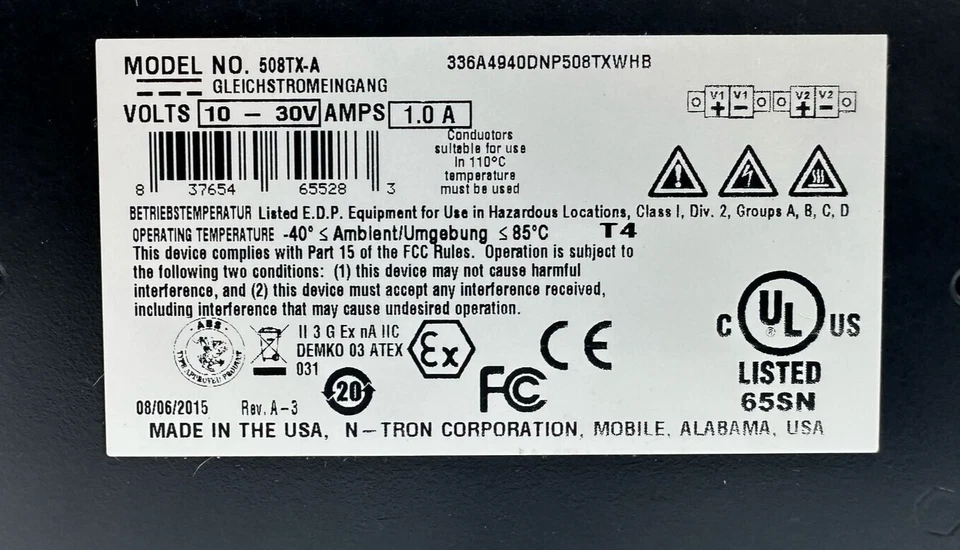 MODEL NO. 508TX-A
336A4940DNP508TXWHB
GLEICHSTROMEINGANG
VOLTS 10 – 30V AMPS 1.0 A
V1 V1 V2 V2
+ – + –
Conductors
suitable for use
in 110°C
temperature
must be used
8 37654 65528 3
BETRIEBSTEMPERATUR Listed E.D.P. Equipment for Use in Hazardous Locations, Class I, Div. 2, Groups A, B, C, D
OPERATING TEMPERATURE -40° ≤ Ambient/Umgebung ≤ 85°C T4
This device complies with Part 15 of the FCC Rules. Operation is subject to
the following two conditions: (1) this device may not cause harmful
interference, and (2) this device must accept any interference received,
including interference that may cause undesired operation.
ABS
TYPE APPROVED PRODUCT
II 3 G Ex nA IIC
DEMKO 03 ATEX
031
20
Ex
FC
CE
C UL US
®
LISTED
65SN
08/06/2015 Rev. A-3
MADE IN THE USA, N-TRON CORPORATION, MOBILE, ALABAMA, USA